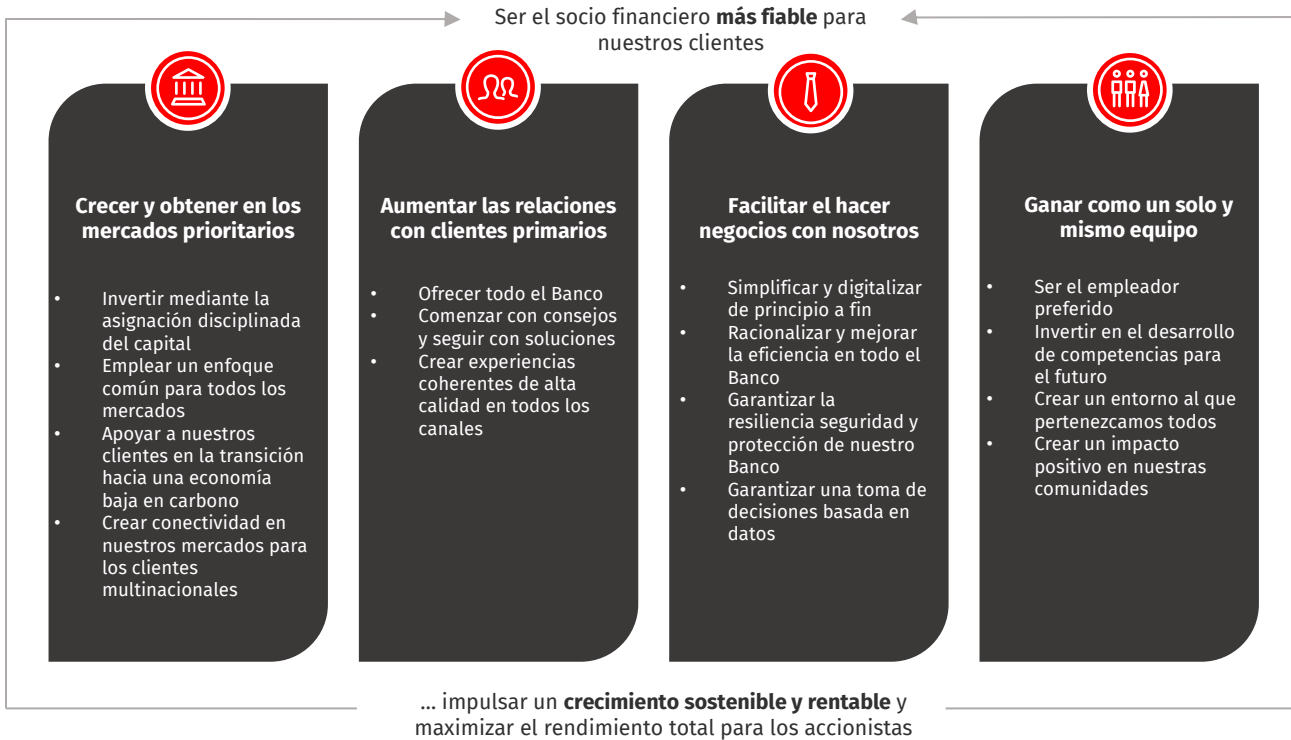 Ser el socio financiero más fiable para
nuestros clientes
Crecer y obtener en los
mercados prioritarios
• Invertir mediante la
asignación disciplinada
del capital
• Emplear un enfoque
común para todos los
mercados
• Apoyar a nuestros
clientes en la transición
hacia una economía
baja en carbono
• Crear conectividad en
nuestros mercados para
los clientes
multinacionales
Aumentar las relaciones
con clientes primarios
• Ofrecer todo el Banco
• Comenzar con consejos
y seguir con soluciones
• Crear experiencias
coherentes de alta
calidad en todos los
canales
Facilitar el hacer
negocios con nosotros
• Simplificar y digitalizar
de principio a fin
• Racionalizar y mejorar
la eficiencia en todo el
Banco
• Garantizar la
resiliencia seguridad y
protección de nuestro
Banco
• Garantizar una toma de
decisiones basada en
datos
Ganar como un solo y
mismo equipo
• Ser el empleador
preferido
• Invertir en el desarrollo
de competencias para
el futuro
• Crear un entorno al que
pertenezcamos todos
• Crear un impacto
positivo en nuestras
comunidades
... impulsar un crecimiento sostenible y rentable y
maximizar el rendimiento total para los accionistas